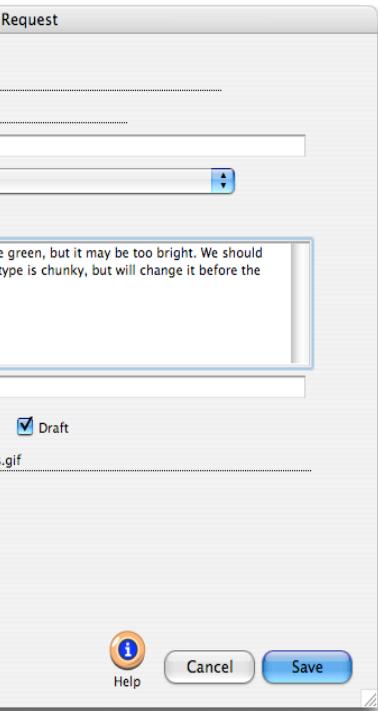 Request
e green, but it may be too bright. We should
type is chunky, but will change it before the
Draft
s.gif
Help
Cancel
Save